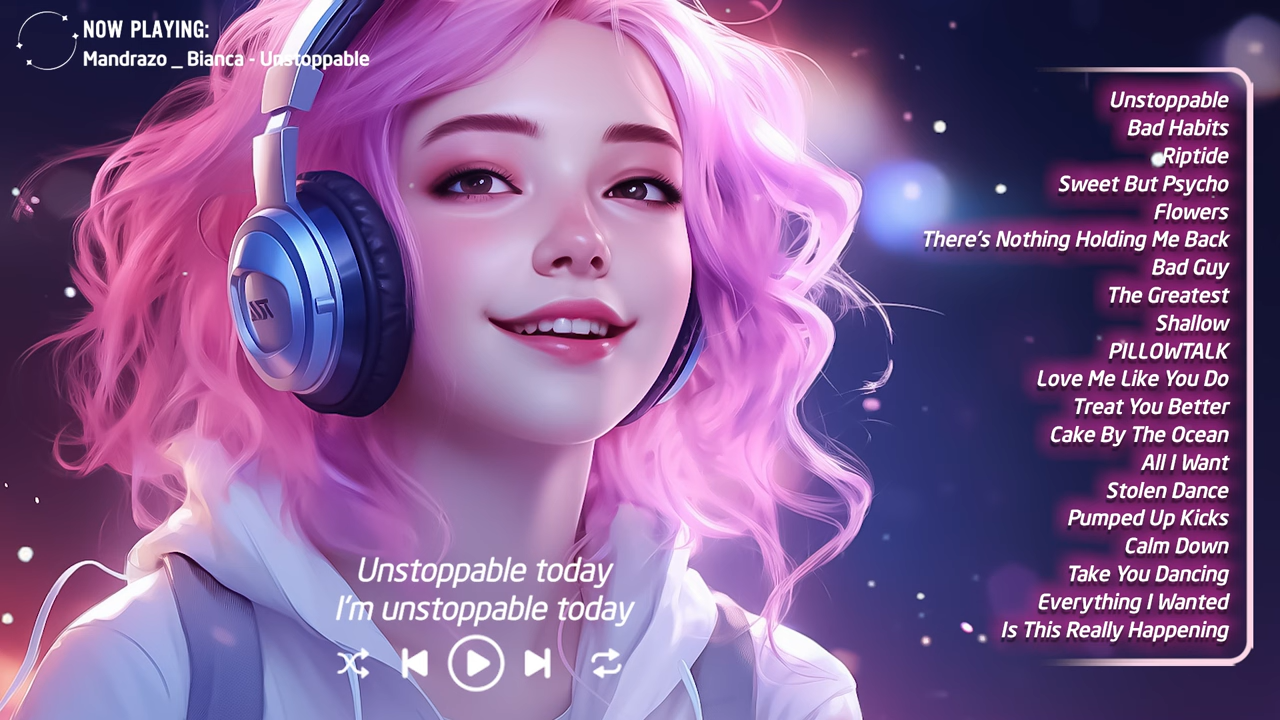 NOW PLAYING:
Mandrazo _ Bianca - Unstoppable
Unstoppable
Bad Habits
Riptide
Sweet But Psycho
Flowers
There's Nothing Holding Me Back
Bad Guy
The Greatest
Shallow
PILLOWTALK
Love Me Like You Do
Treat You Better
Cake By The Ocean
All I Want
Stolen Dance
Pumped Up Kicks
Calm Down
Take You Dancing
Everything I Wanted
Is This Really Happening
Unstoppable today
I'm unstoppable today